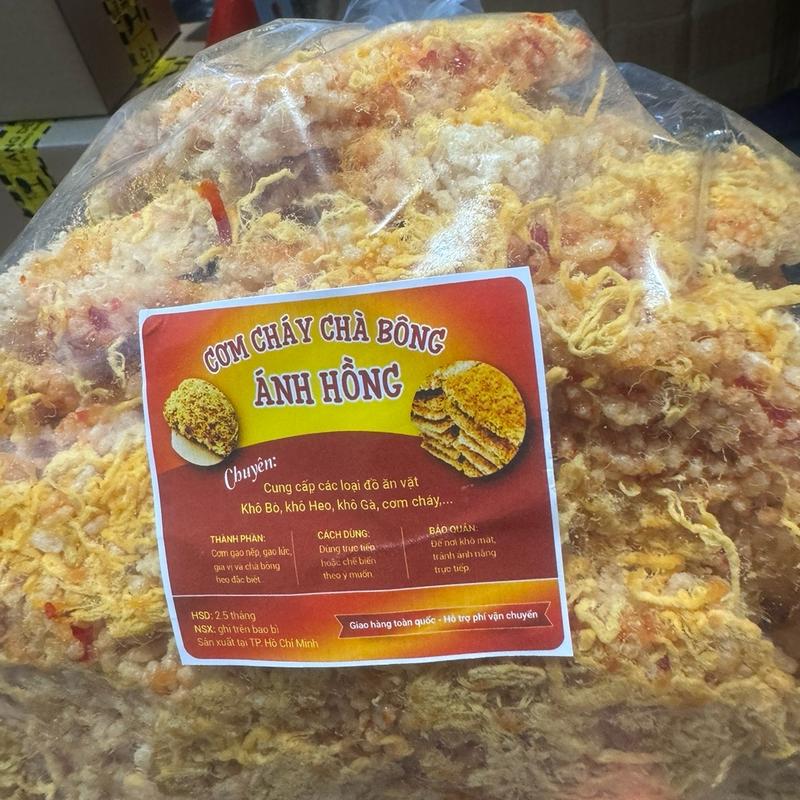 CƠM CHÁY CHÀ BÔNG
ÁNH HỒNG
Chuyên:
Cung cấp các loại đồ ăn vặt
Khô Bò, khô Heo, khô Gà, cơm cháy,...
THÀNH PHẦN:
Cơm gạo nếp, gạo lức,
gia vị và chà bông
heo đặc biệt.
CÁCH DÙNG:
Dùng trực tiếp
hoặc chế biến
theo ý muốn.
BẢO QUẢN:
Để nơi khô mát,
tránh ánh nắng
trực tiếp.
HSD: 2.5 tháng
NSX: ghi trên bao bì
Sản xuất tại TP. Hồ Chí Minh
Giao hàng toàn quốc - Hỗ trợ phí vận chuyển